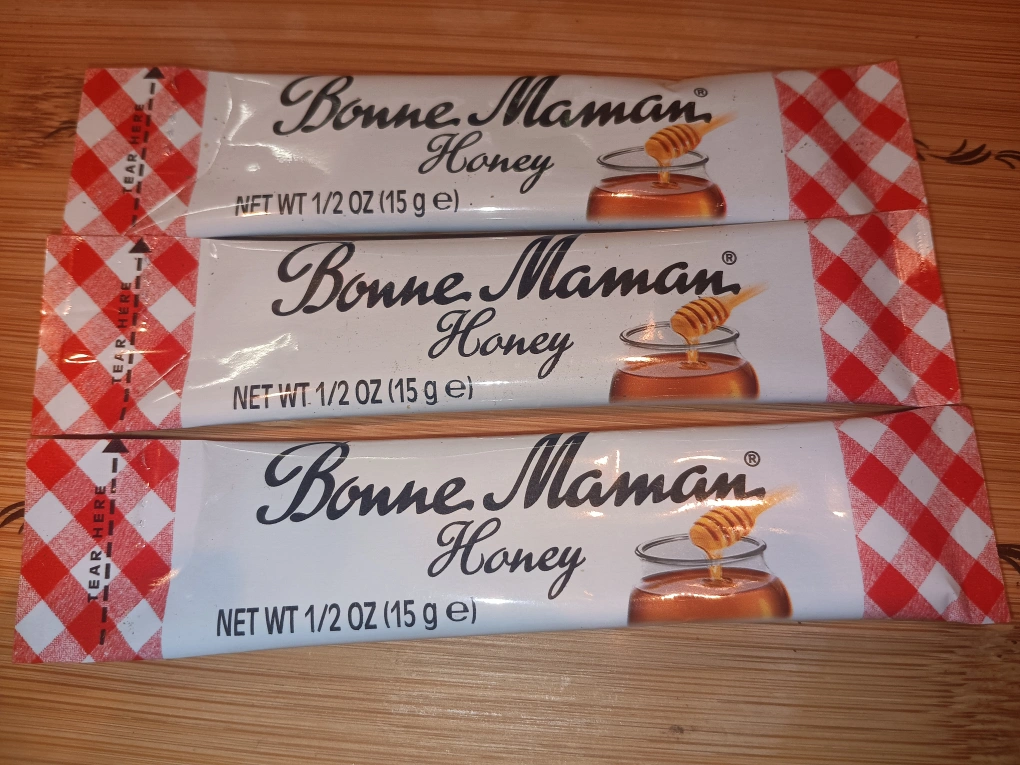 TEAR HERE
Bonne Maman®
Honey
NET WT 1/2 OZ (15 g ℮)
TEAR HERE
Bonne Maman®
Honey
NET WT 1/2 OZ (15 g ℮)
TEAR HERE
Bonne Maman®
Honey
NET WT 1/2 OZ (15 g ℮)